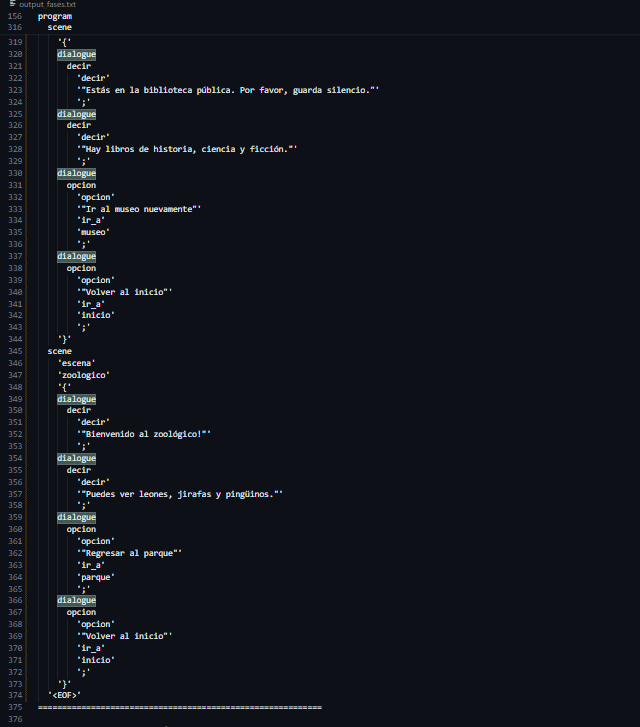 output_fases.txt
156 program
316 scene
319 '{'
320 dialogue
321 decir
322 'decir'
323 '"Estás en la biblioteca pública. Por favor, guarda silencio."'
324 ';'
325 dialogue
326 decir
327 'decir'
328 '"Hay libros de historia, ciencia y ficción."'
329 ';'
330 dialogue
331 opcion
332 'opcion'
333 '"Ir al museo nuevamente"'
334 'ir_a'
335 'museo'
336 ';'
337 dialogue
338 opcion
339 'opcion'
340 '"Volver al inicio"'
341 'ir_a'
342 'inicio'
343 ';'
344 '}'
345 scene
346 'escena'
347 'zoologico'
348 '{'
349 dialogue
350 decir
351 'decir'
352 '"Bienvenido al zoológico!"'
353 ';'
354 dialogue
355 decir
356 'decir'
357 '"Puedes ver leones, jirafas y pingüinos."'
358 ';'
359 dialogue
360 opcion
361 'opcion'
362 '"Regresar al parque"'
363 'ir_a'
364 'parque'
365 ';'
366 dialogue
367 opcion
368 'opcion'
369 '"Volver al inicio"'
370 'ir_a'
371 'inicio'
372 ';'
373 '}'
374 '<EOF>'
375 ============================================================
376